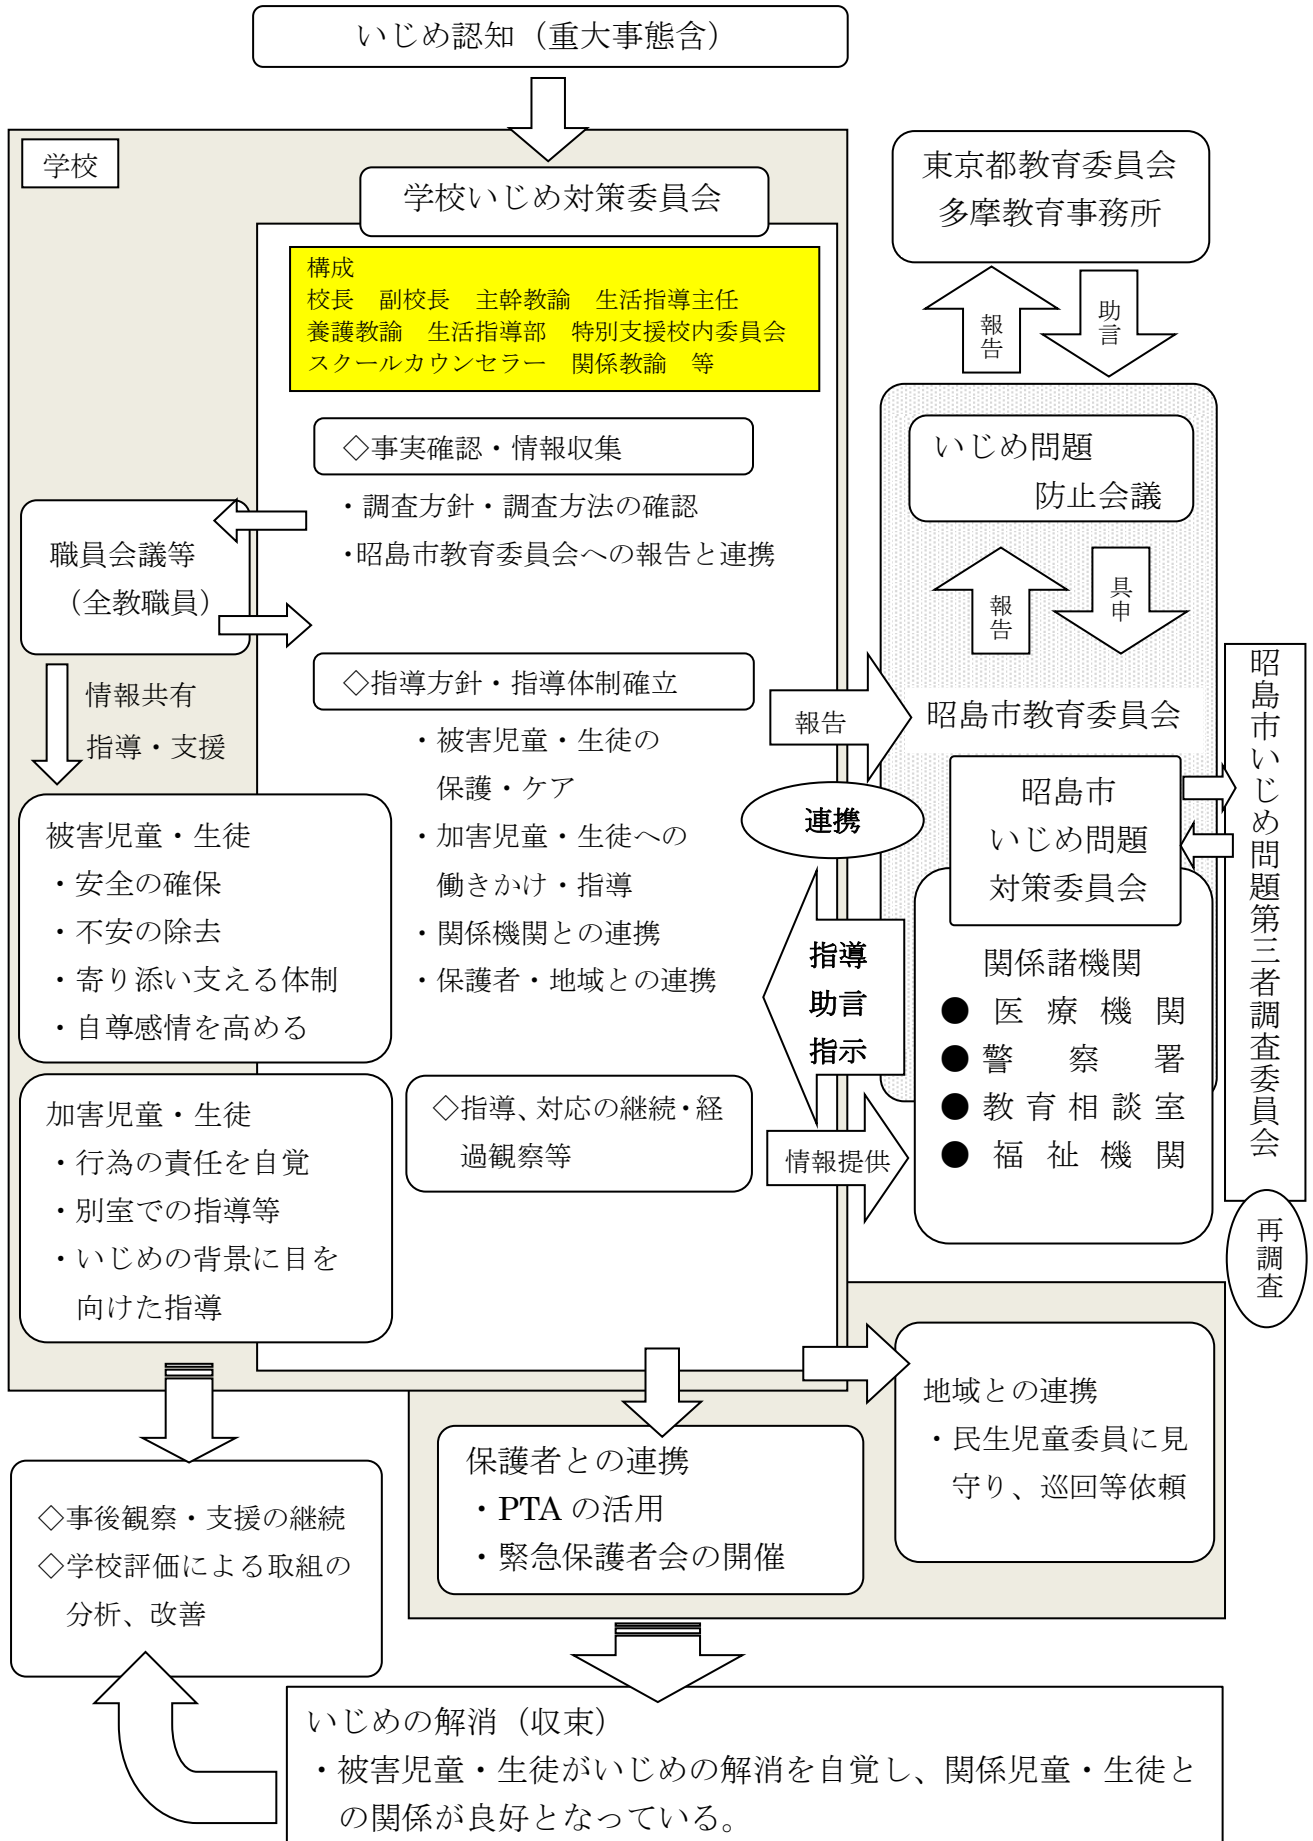 いじめ認知（重大事態含）
学校
学校いじめ対策委員会
構成
校長　副校長　主幹教諭　生活指導主任
養護教諭　生活指導部　特別支援校内委員会
スクールカウンセラー　関係教諭　等
◇事実確認・情報収集
・調査方針・調査方法の確認
・昭島市教育委員会への報告と連携
職員会議等
（全教職員）
情報共有
指導・支援
◇指導方針・指導体制確立
・被害児童・生徒の
保護・ケア
・加害児童・生徒への
働きかけ・指導
・関係機関との連携
・保護者・地域との連携
被害児童・生徒
・安全の確保
・不安の除去
・寄り添い支える体制
・自尊感情を高める
加害児童・生徒
・行為の責任を自覚
・別室での指導等
・いじめの背景に目を
向けた指導
◇指導、対応の継続・経
過観察等
東京都教育委員会
多摩教育事務所
報告
助言
いじめ問題
防止会議
報告
具申
報告
昭島市教育委員会
連携
昭島市
いじめ問題
対策委員会
指導
助言
指示
関係諸機関
●医療機関
●警察署
●教育相談室
●福祉機関
情報提供
昭島市いじめ問題第三者調査委員会
再調査
地域との連携
・民生児童委員に見
守り、巡回等依頼
保護者との連携
・PTA の活用
・緊急保護者会の開催
◇事後観察・支援の継続
◇学校評価による取組の
分析、改善
いじめの解消（収束）
・被害児童・生徒がいじめの解消を自覚し、関係児童・生徒と
の関係が良好となっている。